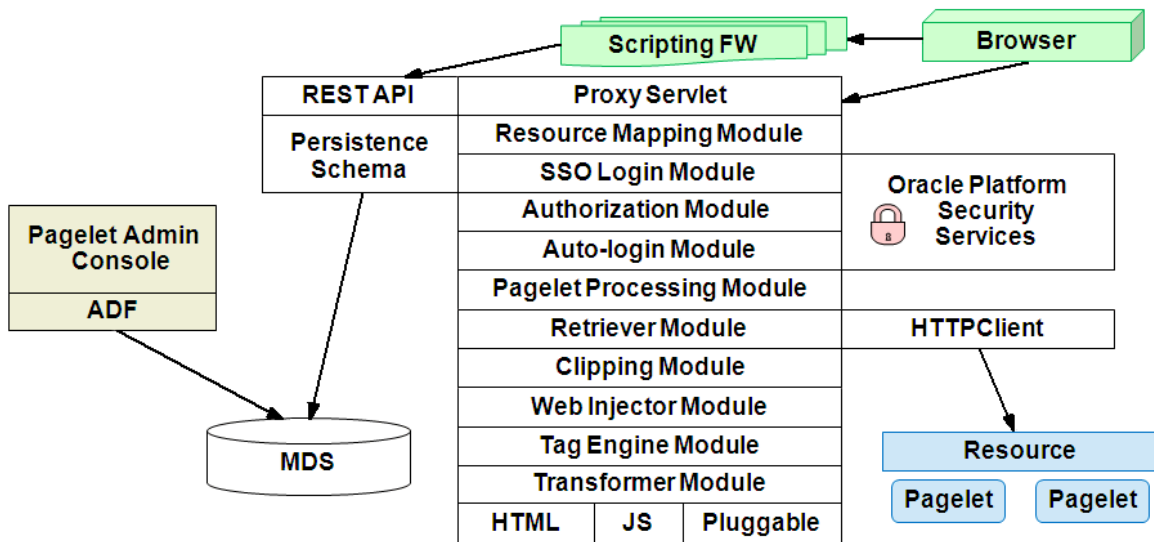 Scripting FW
Browser
REST API
Proxy Servlet
Persistence
Schema
Resource Mapping Module
SSO Login Module
Authorization Module
Auto-login Module
Oracle Platform
Security
Services
8
Pagelet Admin
Console
ADF
Pagelet Processing Module
Retriever Module
HTTPClient
Clipping Module
Web Injector Module
Tag Engine Module
Transformer Module
HTML
JS
Pluggable
MDS
Resource
Pagelet
Pagelet